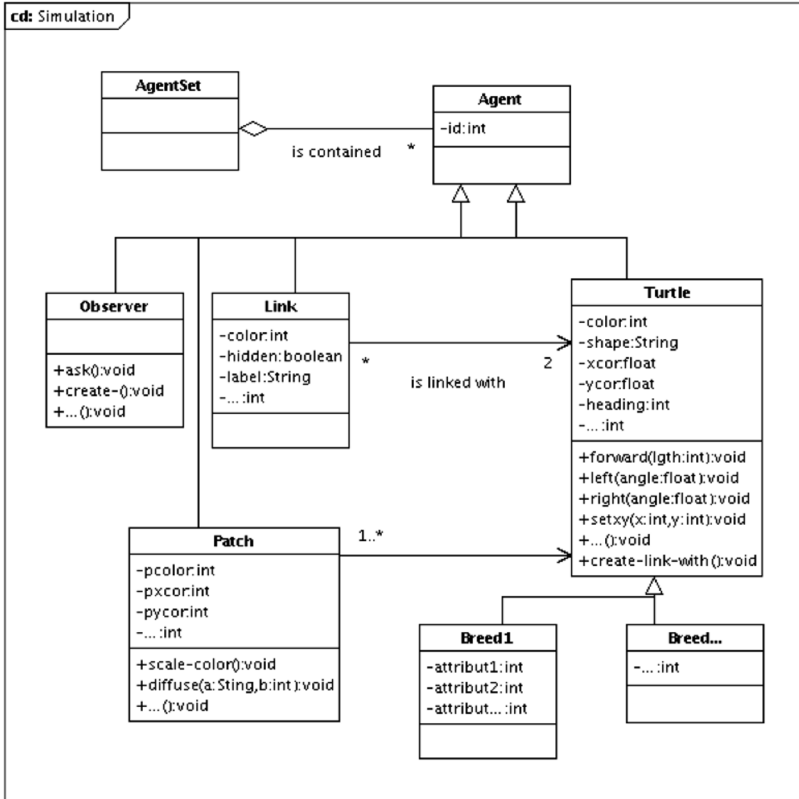 cd: Simulation
AgentSet
Agent
-id:int
is contained
*
Observer
+ask():void
+create-():void
+...():void
Link
-color:int
-hidden:boolean
-label:String
-... :int
*
is linked with
2
Turtle
-color:int
-shape:String
-xcor:float
-ycor:float
-heading:int
-... :int
+forward(lgth:int):void
+left(angle:float):void
+right(angle:float):void
+setxy(x:int,y:int):void
+...():void
+create-link-with():void
Patch
-pcolor:int
-pxcor:int
-pycor:int
-... :int
+scale-color():void
+diffuse(a:Sting,b:int):void
+...():void
1..*
Breed1
-attribut1:int
-attribut2:int
-attribut... :int
Breed...
-... :int